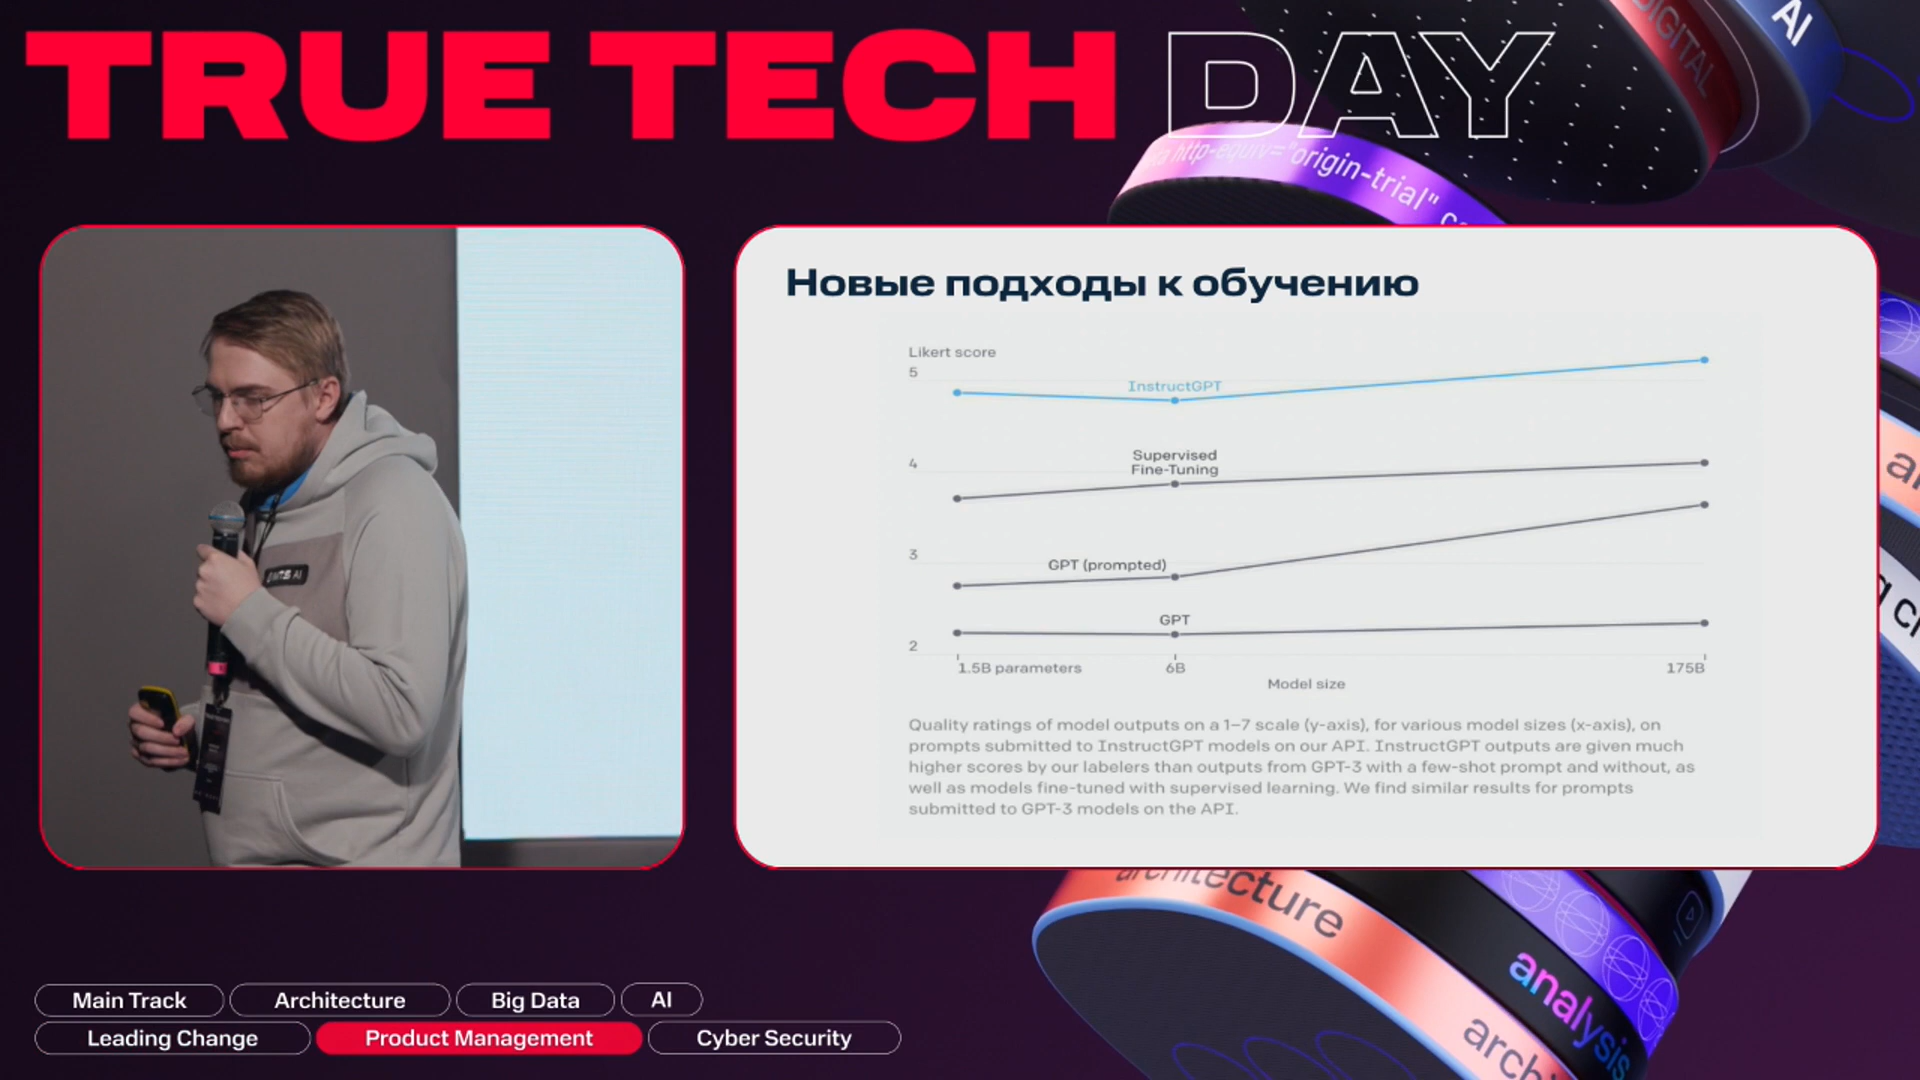 TRUE TECH DAY
DIGITAL
AI
http-equiv="origin-trial"
Новые подходы к обучению
Likert score
5
InstructGPT
Supervised
Fine-Tuning
4
3
GPT (prompted)
GPT
2
1.5B parameters
6B
175B
Model size
Quality ratings of model outputs on a 1–7 scale (y-axis), for various model sizes (x-axis), on
prompts submitted to InstructGPT models on our API. InstructGPT outputs are given much
higher scores by our labelers than outputs from GPT-3 with a few-shot prompt and without, as
well as models fine-tuned with supervised learning. We find similar results for prompts
submitted to GPT-3 models on the API.
architecture
analysis
Main Track
Architecture
Big Data
AI
Leading Change
Product Management
Cyber Security